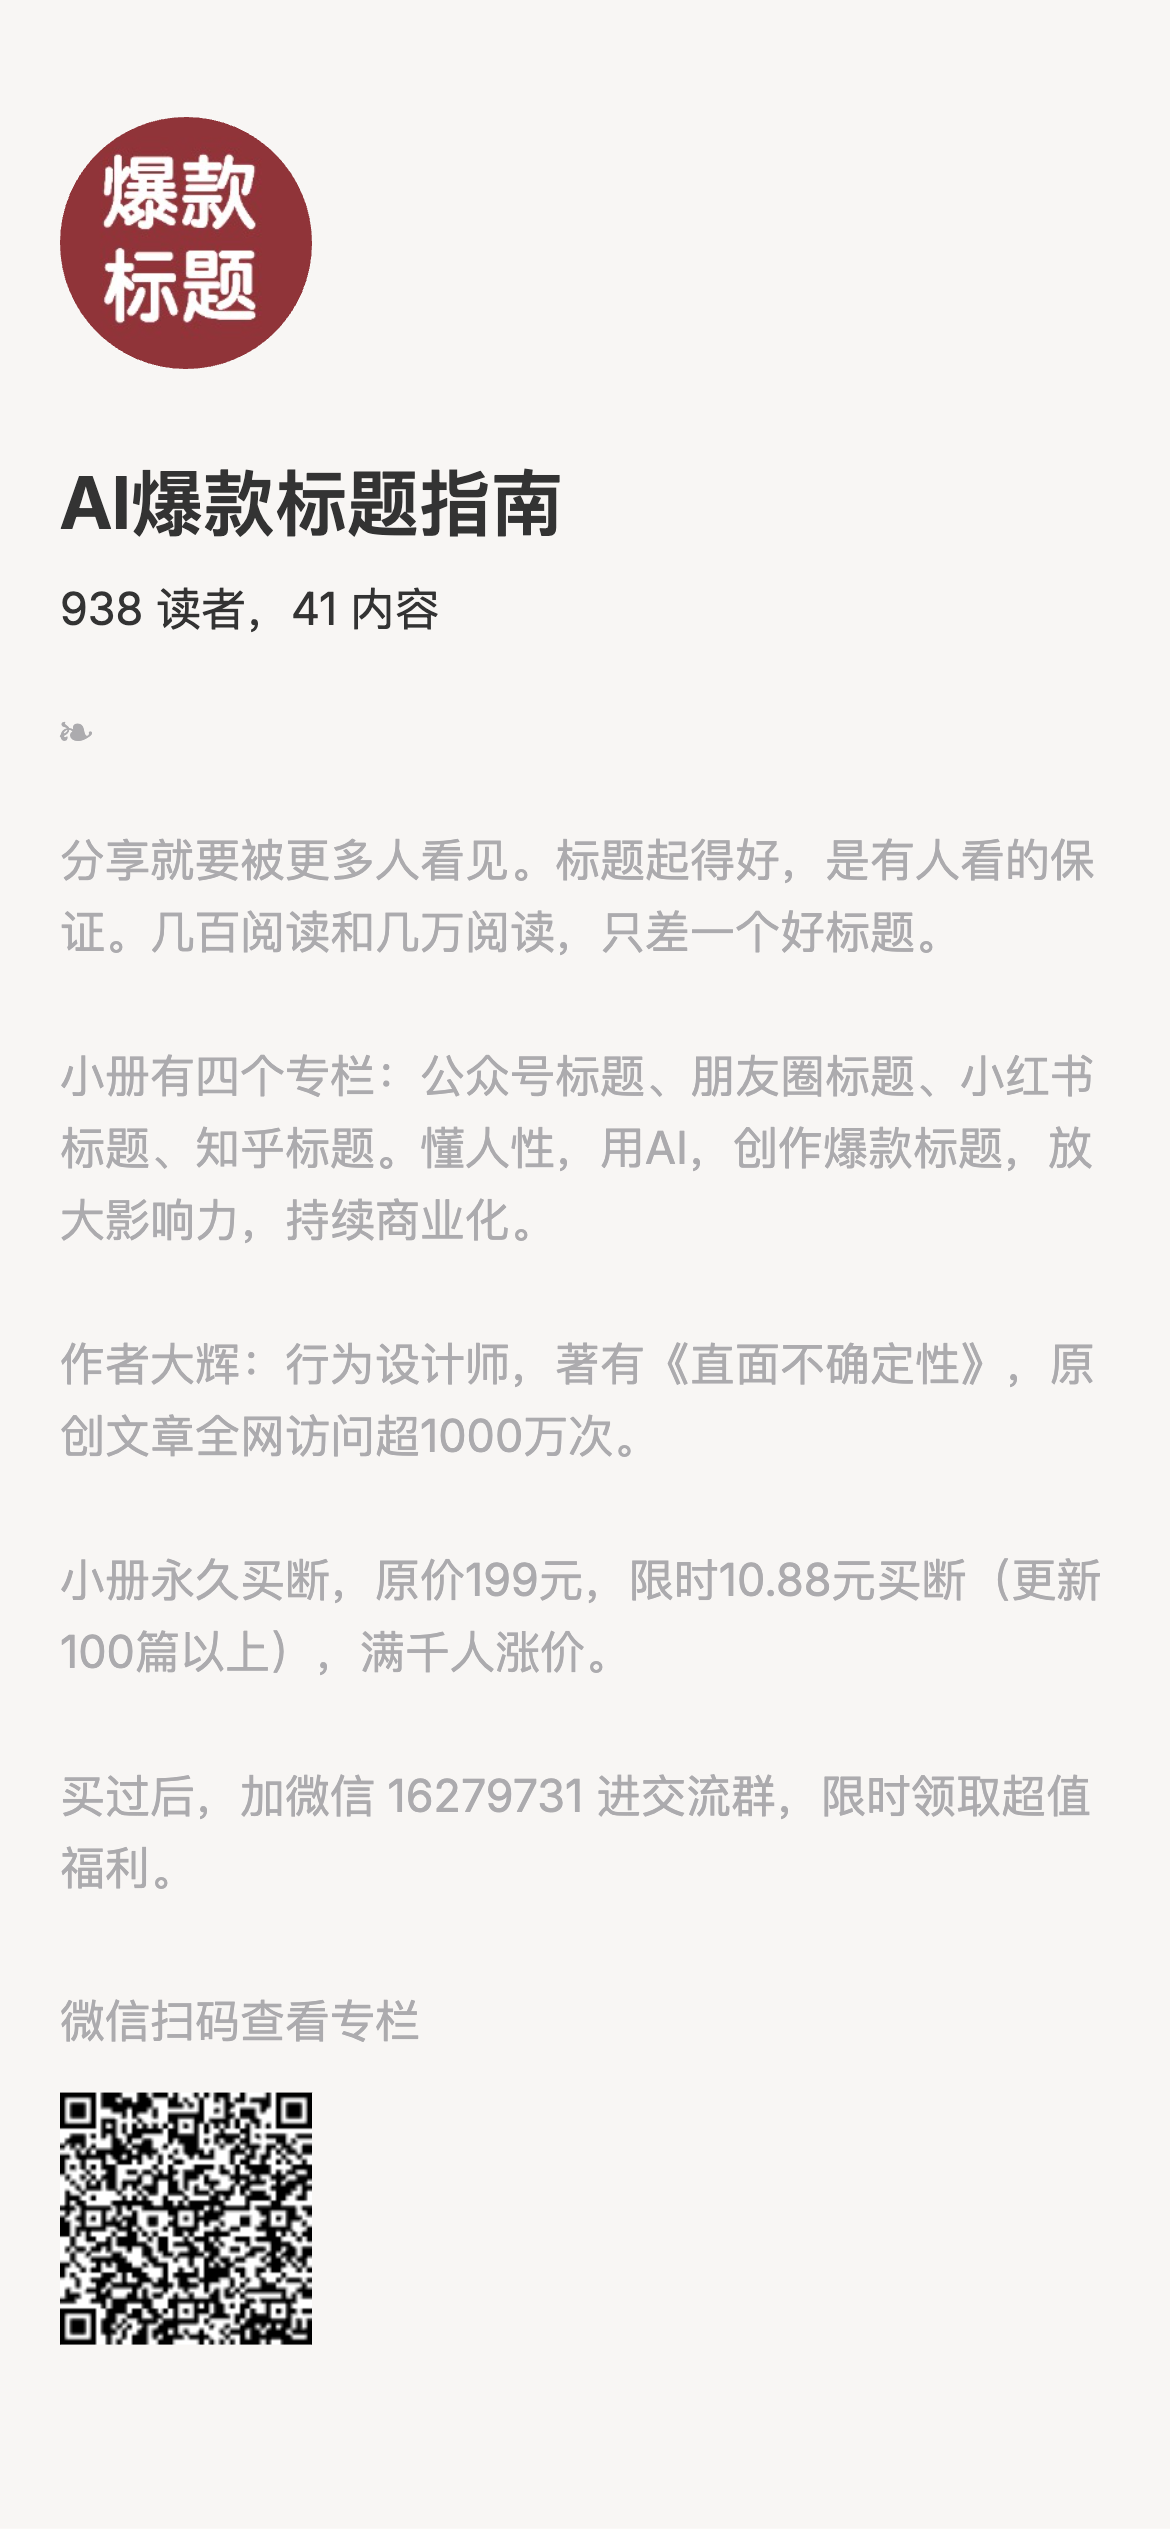 爆款
标题
AI爆款标题指南
938 读者，41 内容
❧
分享就要被更多人看见。标题起得好，是有人看的保
证。几百阅读和几万阅读，只差一个好标题。
小册有四个专栏：公众号标题、朋友圈标题、小红书
标题、知乎标题。懂人性，用AI，创作爆款标题，放
大影响力，持续商业化。
作者大辉：行为设计师，著有《直面不确定性》，原
创文章全网访问超1000万次。
小册永久买断，原价199元，限时10.88元买断（更新
100篇以上），满千人涨价。
买过后，加微信 16279731 进交流群，限时领取超值
福利。
微信扫码查看专栏